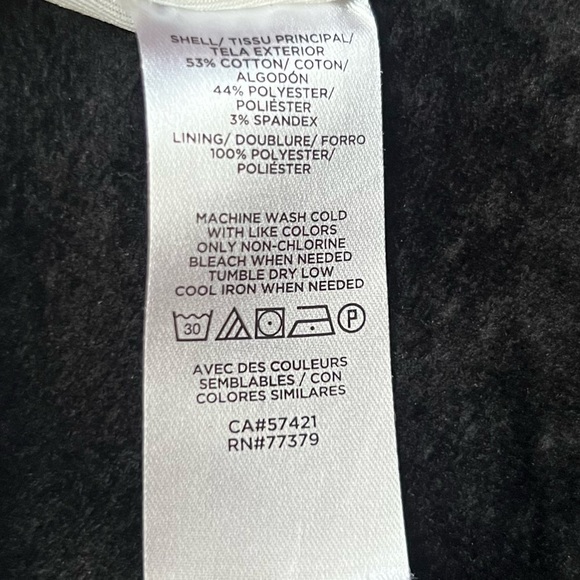 SHELL/ TISSU PRINCIPAL/
TELA EXTERIOR
53% COTTON/ COTON/
ALGODÓN
44% POLYESTER/
POLIÉSTER
3% SPANDEX
LINING/ DOUBLURE/ FORRO
100% POLYESTER/
POLIÉSTER
MACHINE WASH COLD
WITH LIKE COLORS
ONLY NON-CHLORINE
BLEACH WHEN NEEDED
TUMBLE DRY LOW
COOL IRON WHEN NEEDED
30 P
AVEC DES COULEURS
SEMBLABLES / CON
COLORES SIMILARES
CA#57421
RN#77379